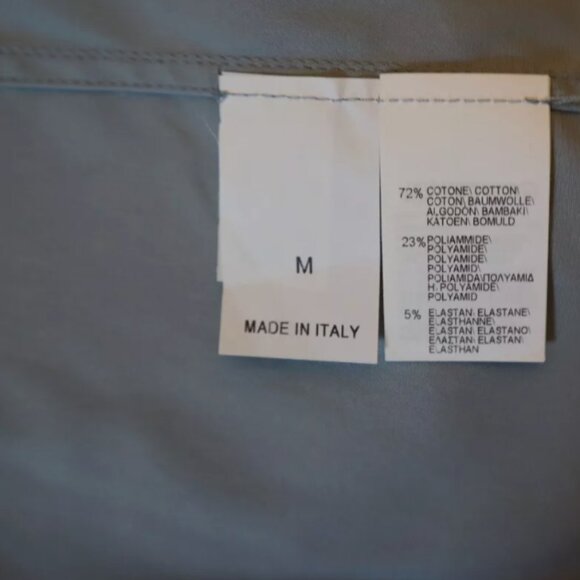 M
MADE IN ITALY
72% COTONE\ COTTON\
COTON\ BAUMWOLLE\
ALGODÓN\ BAMBAKI\
KATOEN\ BOMULD
23% POLIAMMIDE\
POLYAMIDE\
POLYAMIDE\
POLYAMID\
POLIAMIDA\ΠΟΛΥΑΜΙΔ
Η\ POLYAMIDE\
POLYAMID
5% ELASTAN\ ELASTANE\
ELASTHANNE\
ELASTAN\ ELASTANO\
ΕΛΑΣΤΑΝ\ ELASTAN\
ELASTHAN